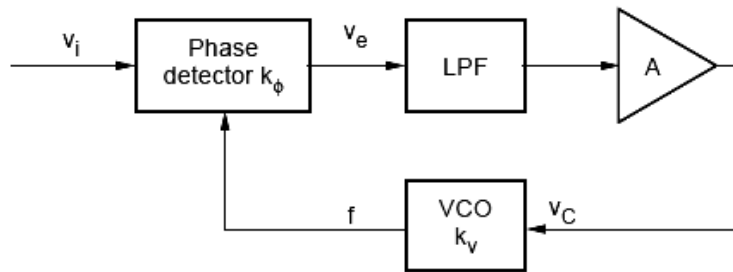 v_i
Phase
detector k_ϕ
v_e
LPF
A
f
VCO
k_v
v_C